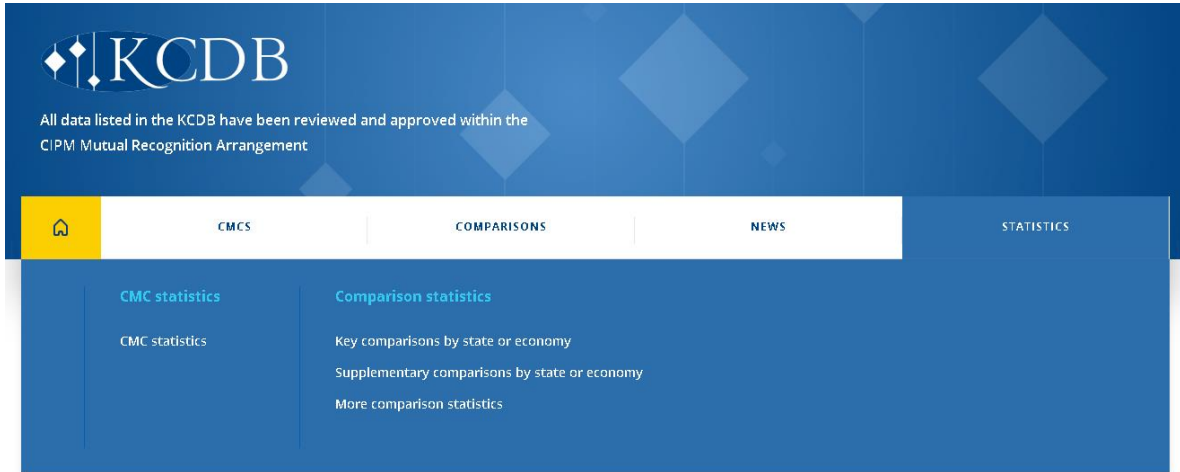 KCDB
All data listed in the KCDB have been reviewed and approved within the
CIPM Mutual Recognition Arrangement
CMCS
COMPARISONS
NEWS
STATISTICS
CMC statistics
CMC statistics
Comparison statistics
Key comparisons by state or economy
Supplementary comparisons by state or economy
More comparison statistics